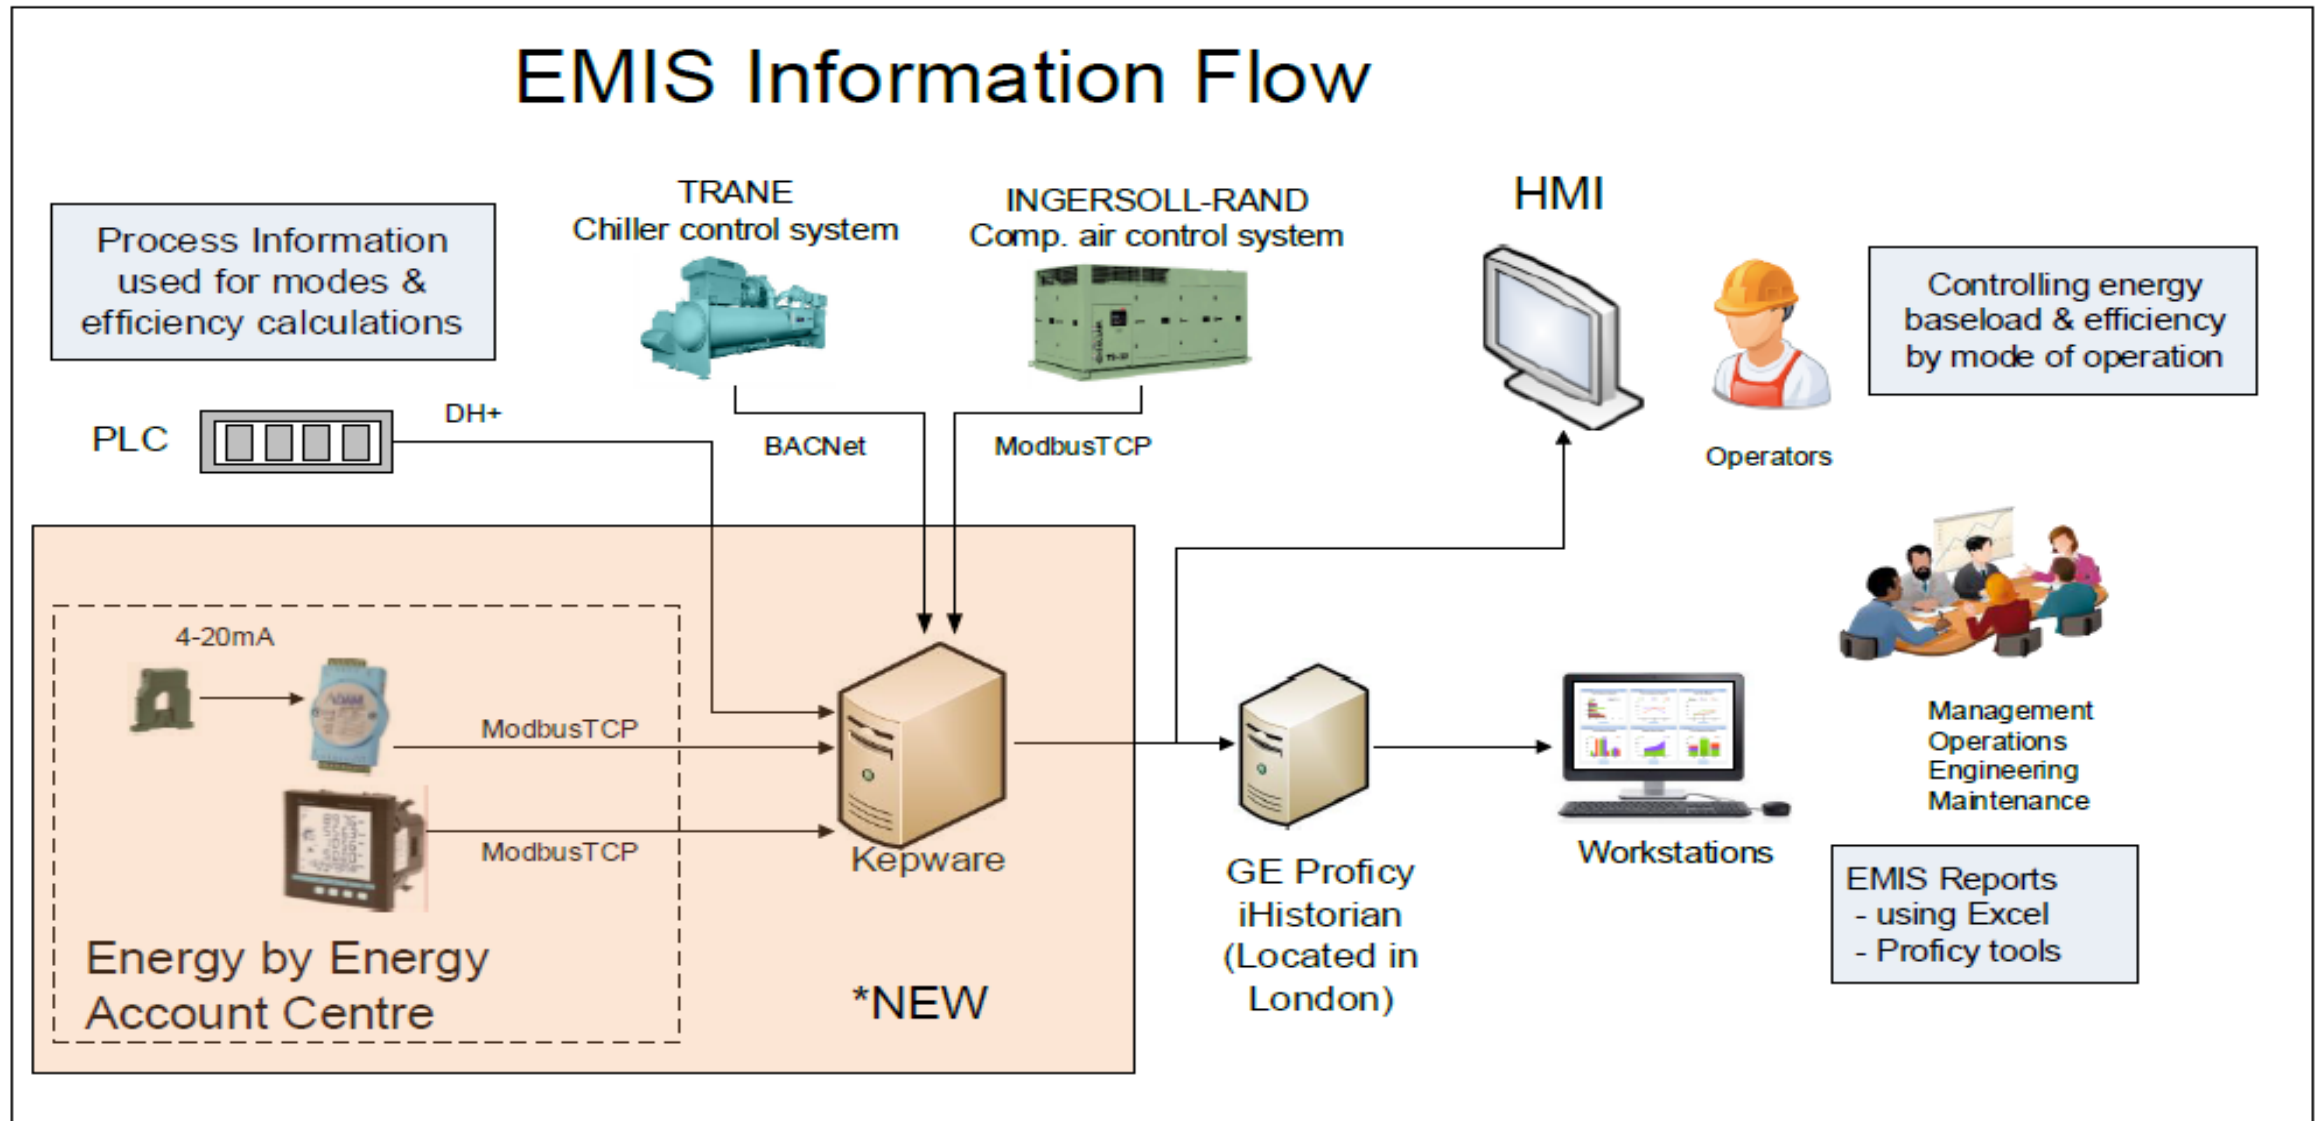 EMIS Information Flow
Process Information
used for modes &
efficiency calculations
TRANE
Chiller control system
INGERSOLL-RAND
Comp. air control system
HMI
Controlling energy
baseload & efficiency
by mode of operation
PLC
DH+
BACNet
ModbusTCP
Operators
4-20mA
ADAM
ModbusTCP
ModbusTCP
Kepware
Energy by Energy
Account Centre
*NEW
GE Proficy
iHistorian
(Located in
London)
Workstations
Management
Operations
Engineering
Maintenance
EMIS Reports
- using Excel
- Proficy tools